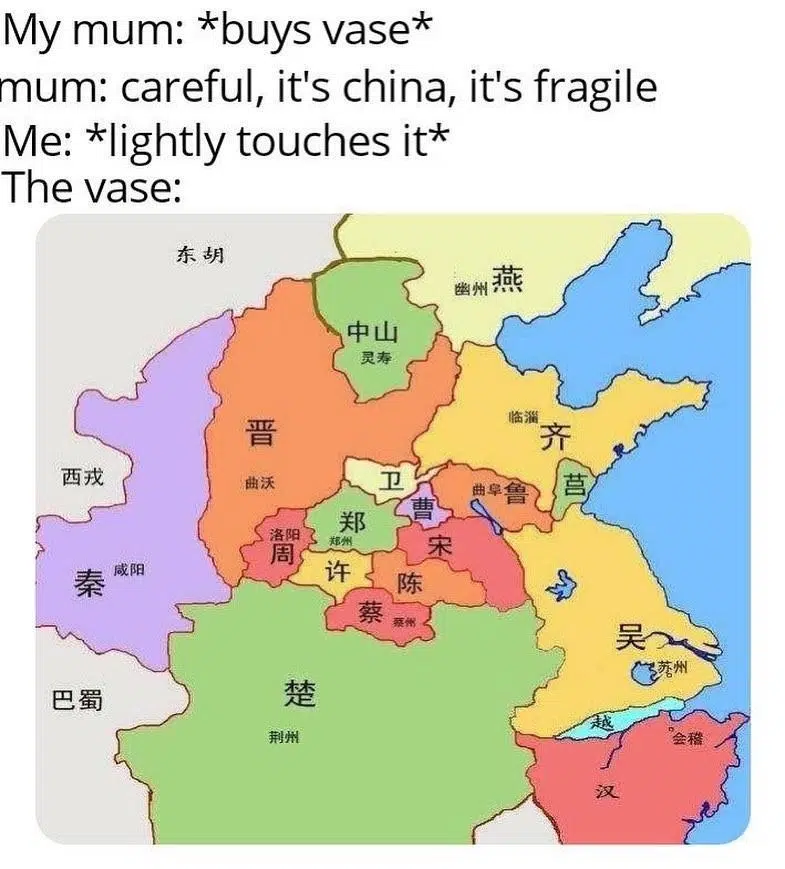 My mum: *buys vase*
mum: careful, it's china, it's fragile
Me: *lightly touches it*
The vase:
东胡
幽州 燕
中山
灵寿
临淄
齐
晋
西戎
曲沃
卫
曲阜 鲁
莒
曹
郑
郑州
洛阳
周
宋
咸阳
秦
许
陈
蔡 蔡州
吴
苏州
巴蜀
楚
荆州
越
会稽
汉